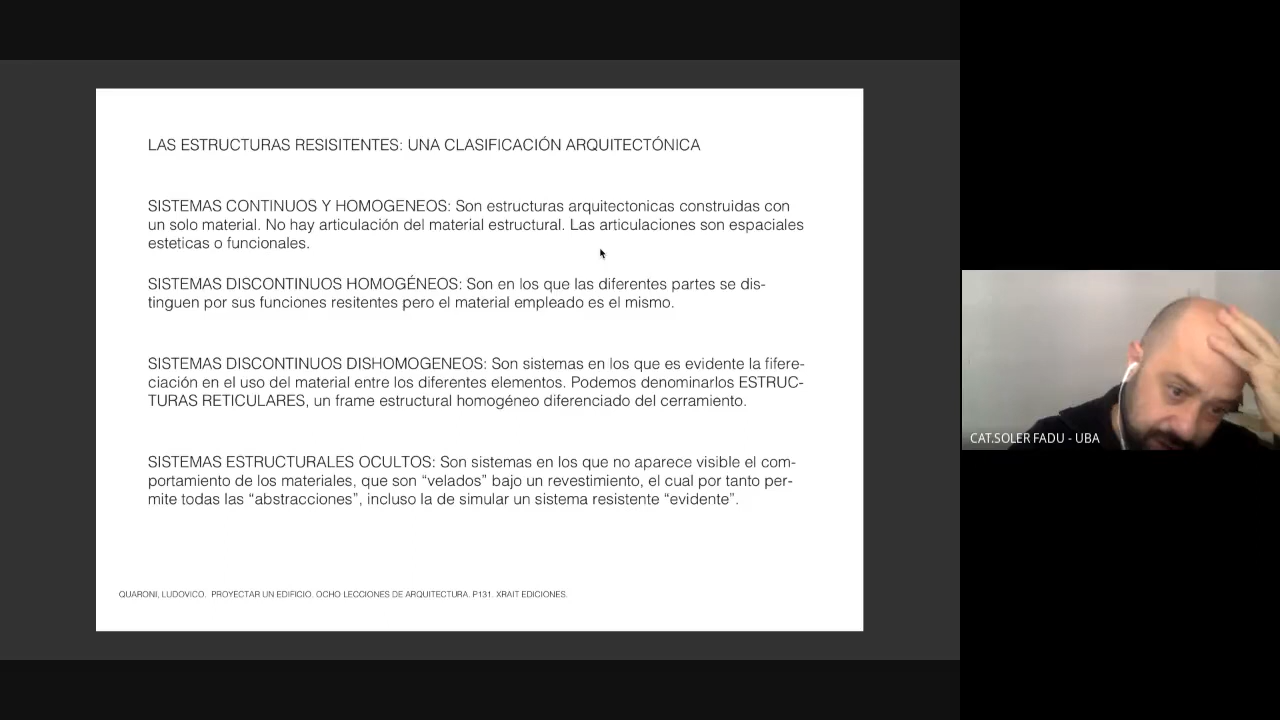 LAS ESTRUCTURAS RESISITENTES: UNA CLASIFICACIÓN ARQUITECTÓNICA
SISTEMAS CONTINUOS Y HOMOGENEOS: Son estructuras arquitectonicas construidas con
un solo material. No hay articulación del material estructural. Las articulaciones son espaciales
esteticas o funcionales.
SISTEMAS DISCONTINUOS HOMOGÉNEOS: Son en los que las diferentes partes se dis-
tinguen por sus funciones resitentes pero el material empleado es el mismo.
SISTEMAS DISCONTINUOS DISHOMOGENEOS: Son sistemas en los que es evidente la fifere-
ciación en el uso del material entre los diferentes elementos. Podemos denominarlos ESTRUC-
TURAS RETICULARES, un frame estructural homogéneo diferenciado del cerramiento.
SISTEMAS ESTRUCTURALES OCULTOS: Son sistemas en los que no aparece visible el com-
portamiento de los materiales, que son “velados” bajo un revestimiento, el cual por tanto per-
mite todas las “abstracciones”, incluso la de simular un sistema resistente “evidente”.
QUARONI, LUDOVICO. PROYECTAR UN EDIFICIO. OCHO LECCIONES DE ARQUITECTURA. P131. XRAIT EDICIONES.
CAT.SOLER FADU - UBA